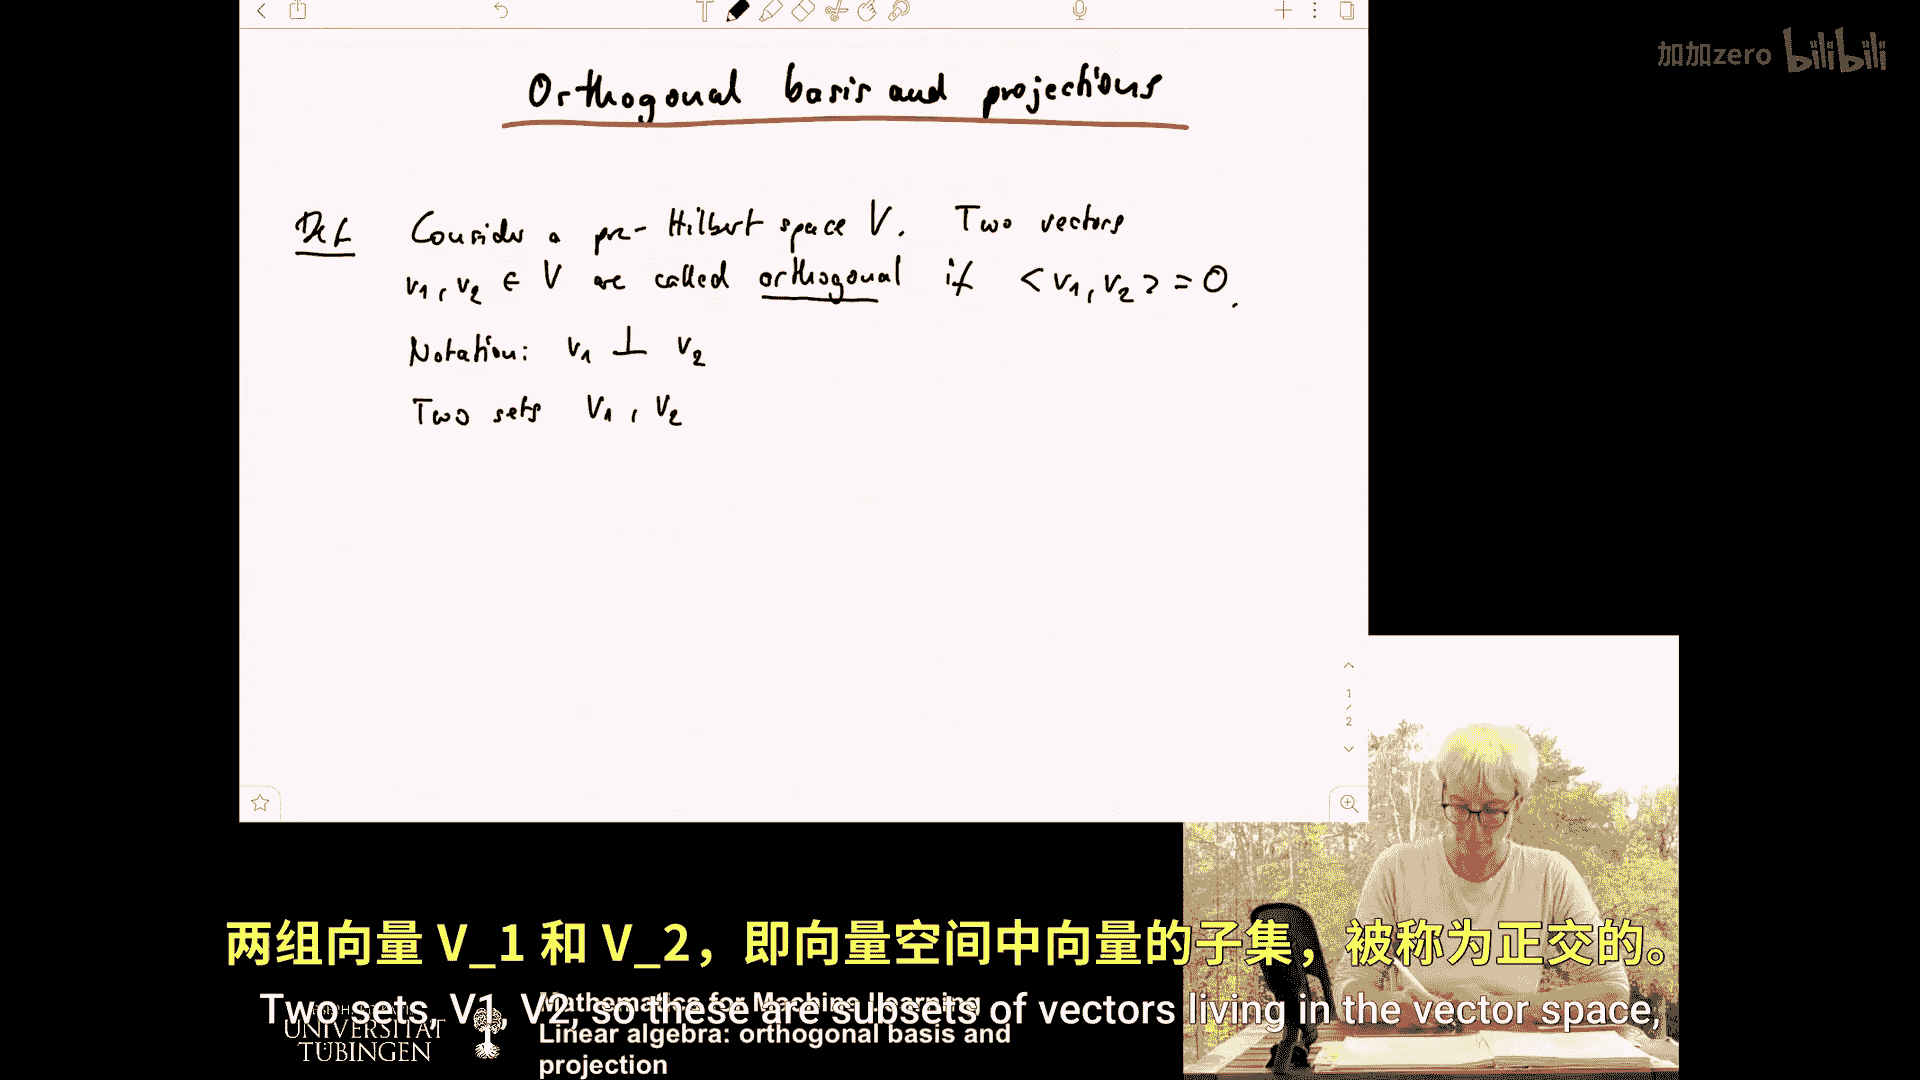 加加zero bilibili
Orthogonal basis and projections
Def Consider a pre-Hilbert space V. Two vectors
v1, v2 ∈ V are called orthogonal if <v1, v2> = 0.
Notation: v1 ⊥ v2
Two sets V1, V2
1
/
2
两组向量 V_1 和 V_2，即向量空间中向量的子集，被称为正交的。
Two sets, V1, V2, so these are subsets of vectors living in the vector space,
UNIVERSITÄT
TÜBINGEN
Mathematics for Machine Learning
Linear algebra: orthogonal basis and
projection